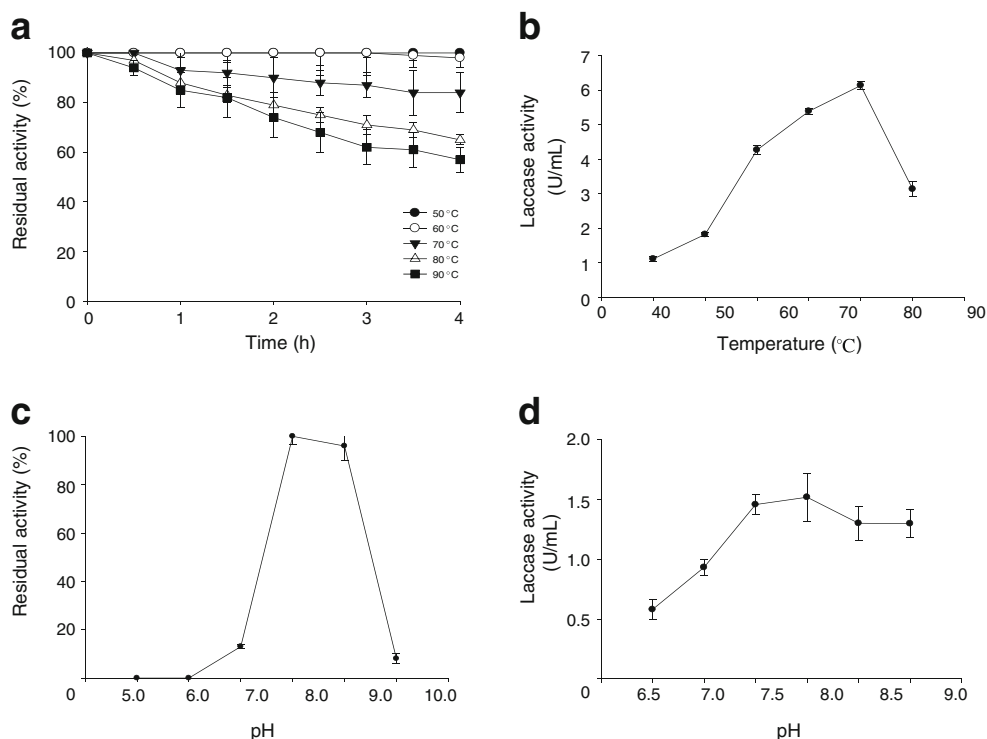 a
Residual activity (%)
100
80
60
40
20
0
50 °C
60 °C
70 °C
80 °C
90 °C
0 1 2 3 4
Time (h)
b
Laccase activity
(U/mL)
7
6
5
4
3
2
1
0
0 40 50 60 70 80 90
Temperature (°C)
c
Residual activity (%)
100
80
60
40
20
0
5.0 6.0 7.0 8.0 9.0 10.0
pH
d
Laccase activity
(U/mL)
2.0
1.5
1.0
0.5
0
6.5 7.0 7.5 8.0 8.5 9.0
pH